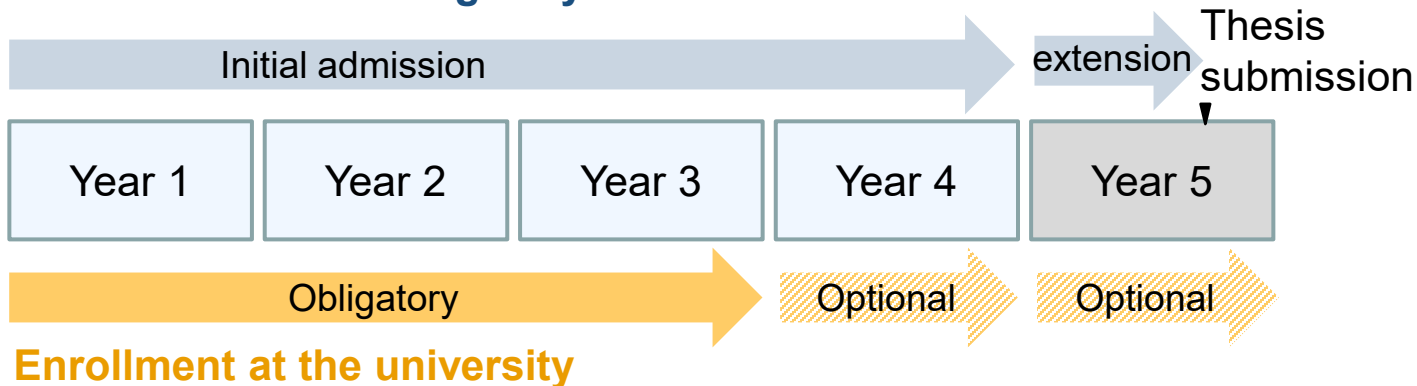 Initial admission
extension
Thesis
submission
Year 1
Year 2
Year 3
Year 4
Year 5
Obligatory
Optional
Optional
Enrollment at the university